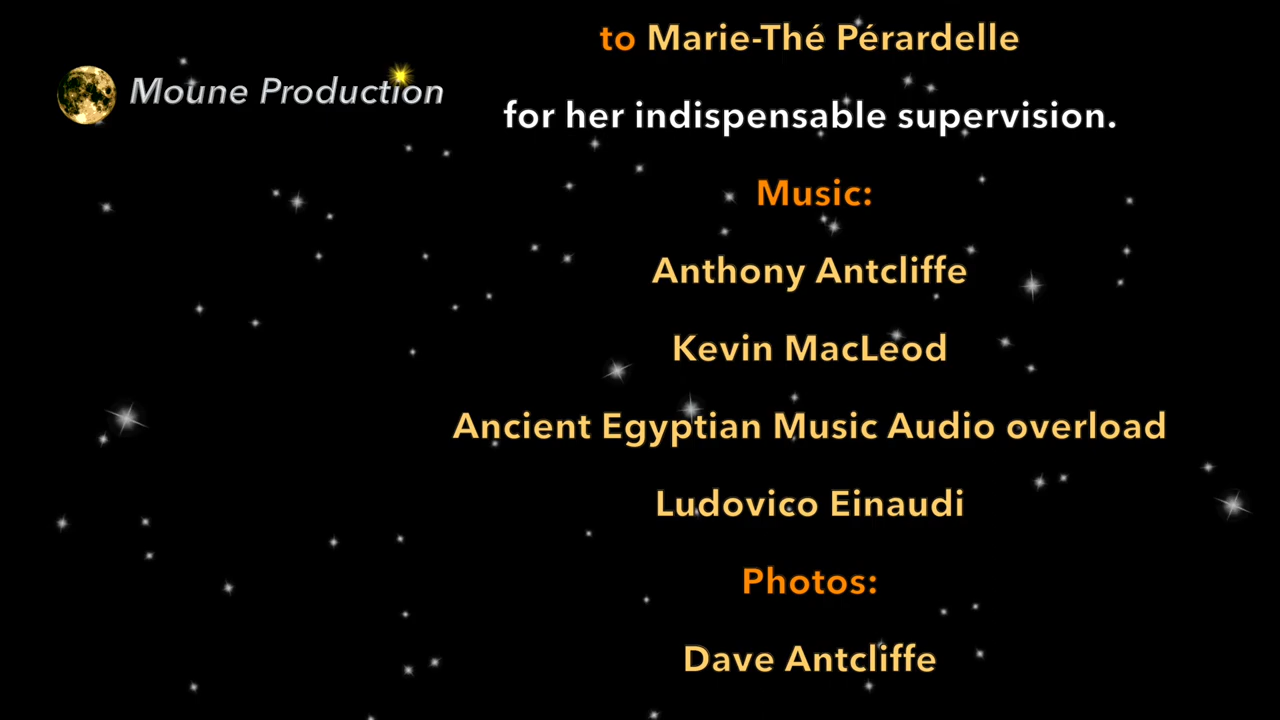 to Marie-Thé Pérardelle
Moune Production
for her indispensable supervision.
Music:
Anthony Antcliffe
Kevin MacLeod
Ancient Egyptian Music Audio overload
Ludovico Einaudi
Photos:
Dave Antcliffe